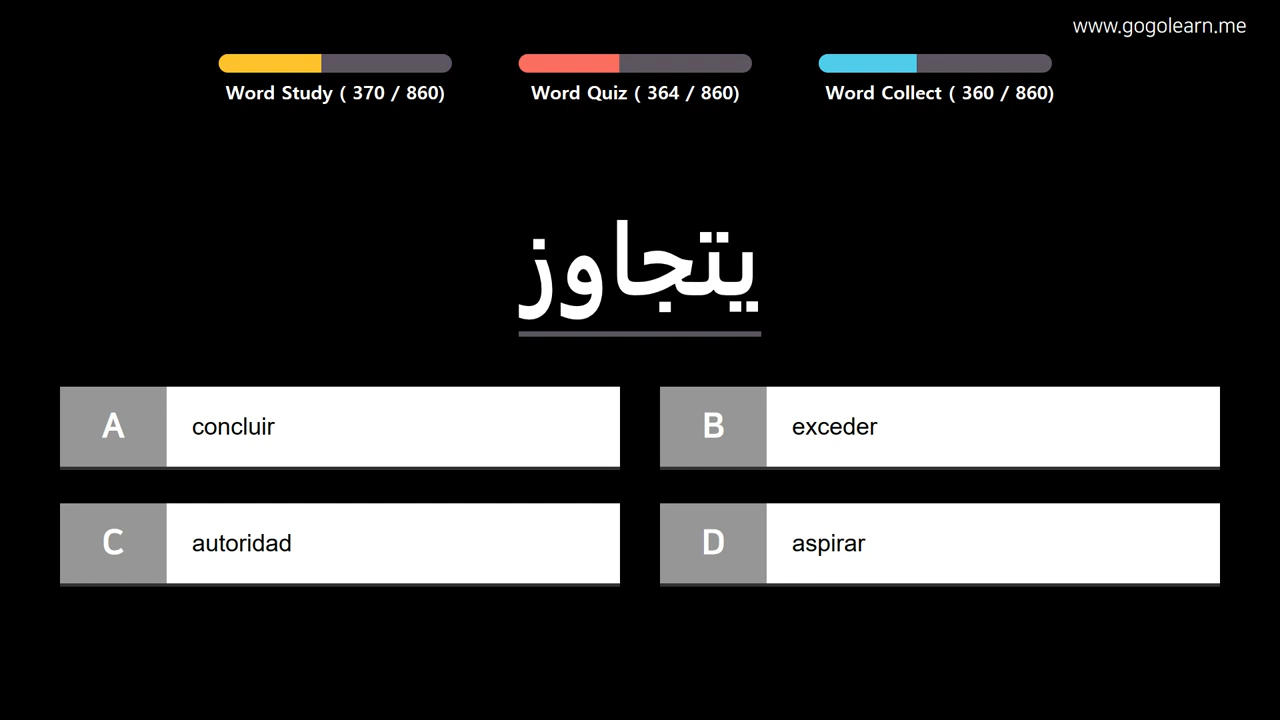 www.gogolearn.me
Word Study ( 370 / 860)
Word Quiz ( 364 / 860)
Word Collect ( 360 / 860)
يتجاوز
A concluir
B exceder
C autoridad
D aspirar